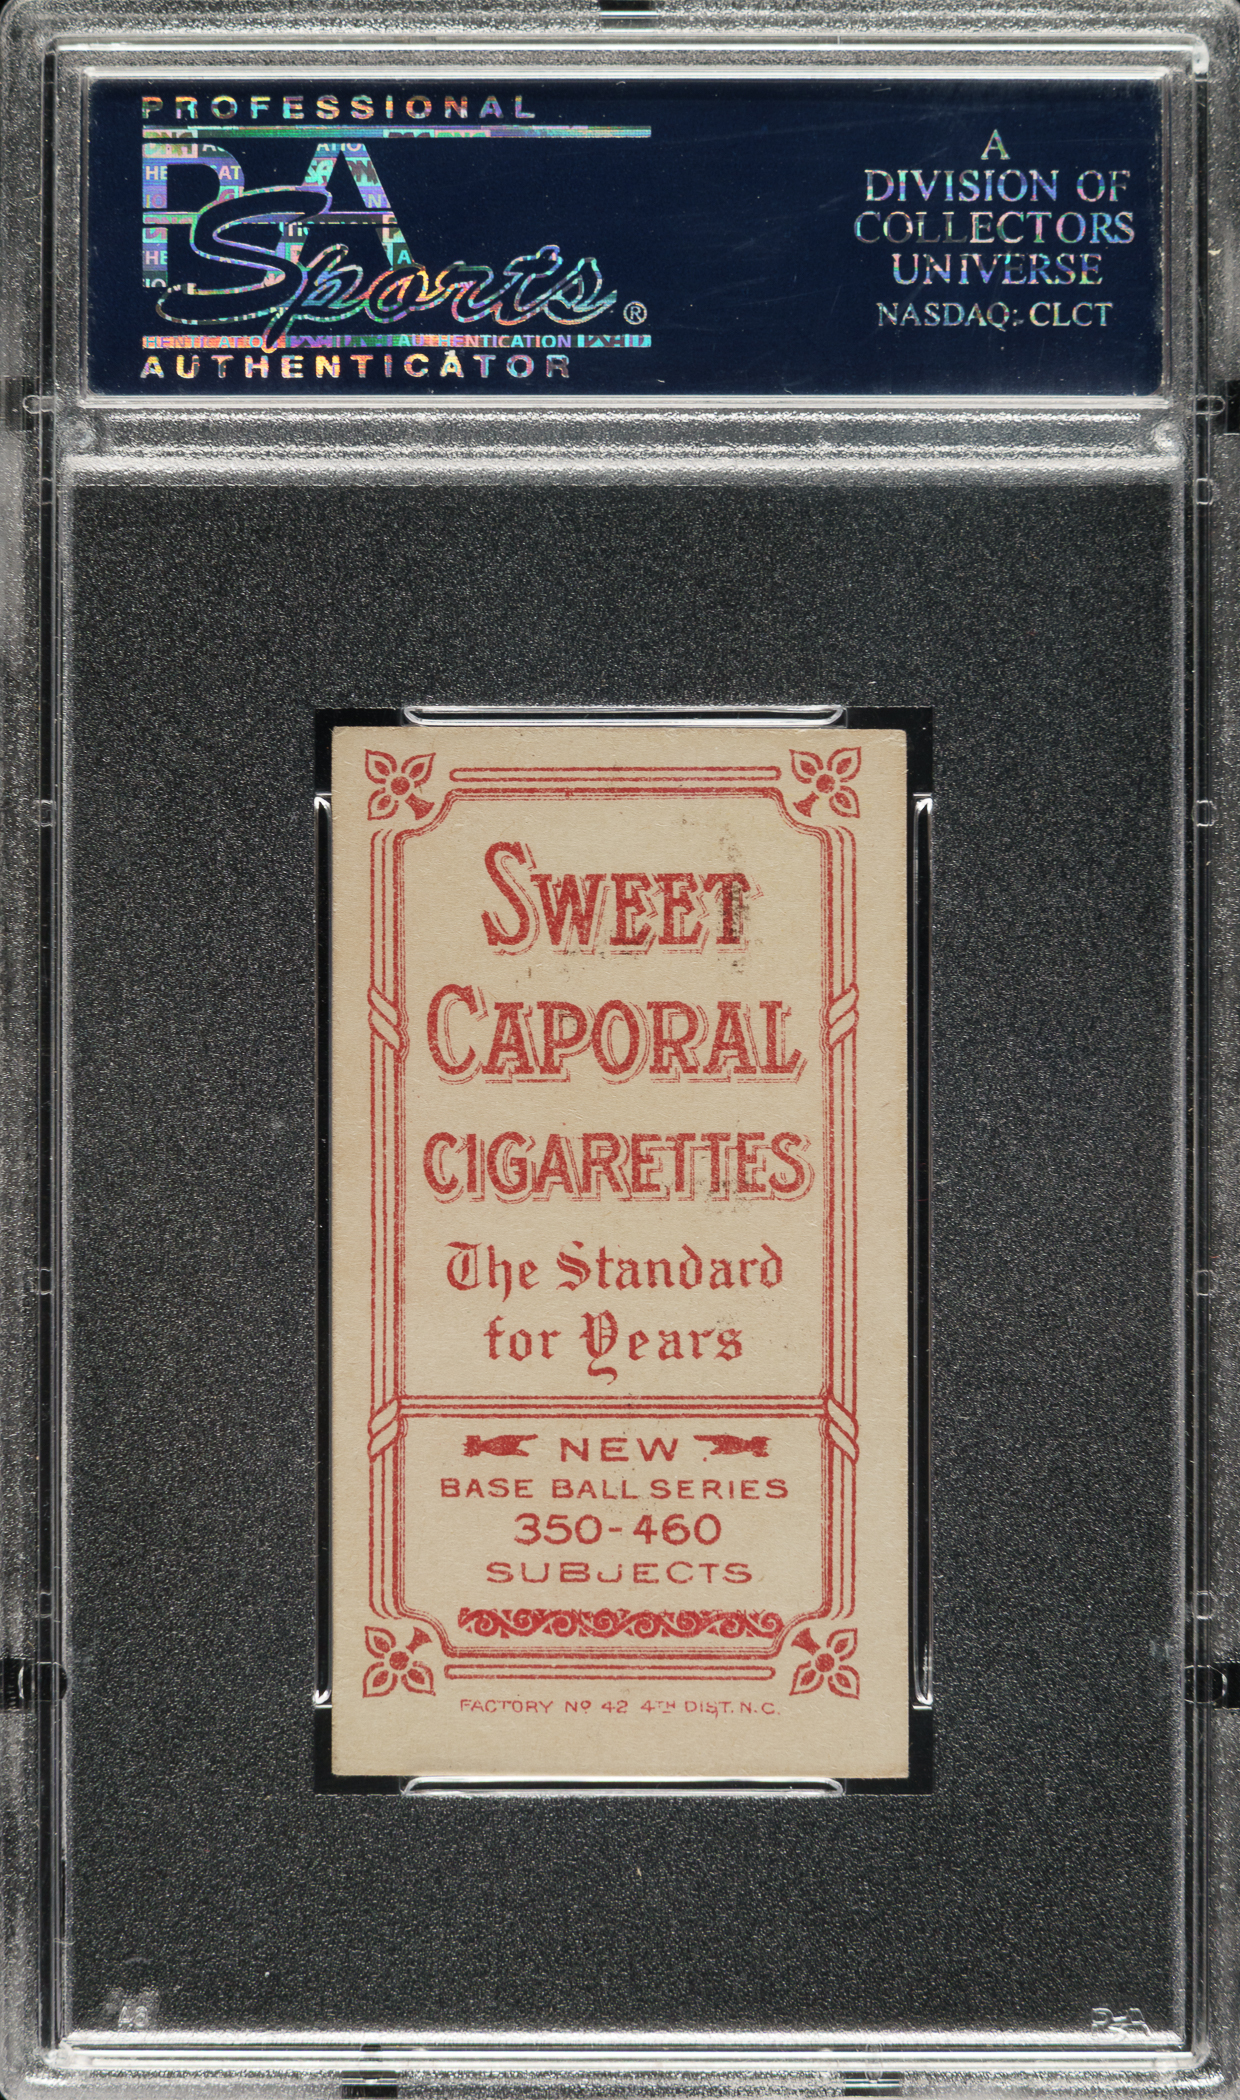 PROFESSIONAL
PSA
Sports®
AUTHENTICATOR
A
DIVISION OF
COLLECTORS
UNIVERSE
NASDAQ: CLCT
SWEET
CAPORAL
CIGARETTES
The Standard
for Years
NEW
BASE BALL SERIES
350-460
SUBJECTS
FACTORY Nº 42 4TH DIST. N.C.
PSA